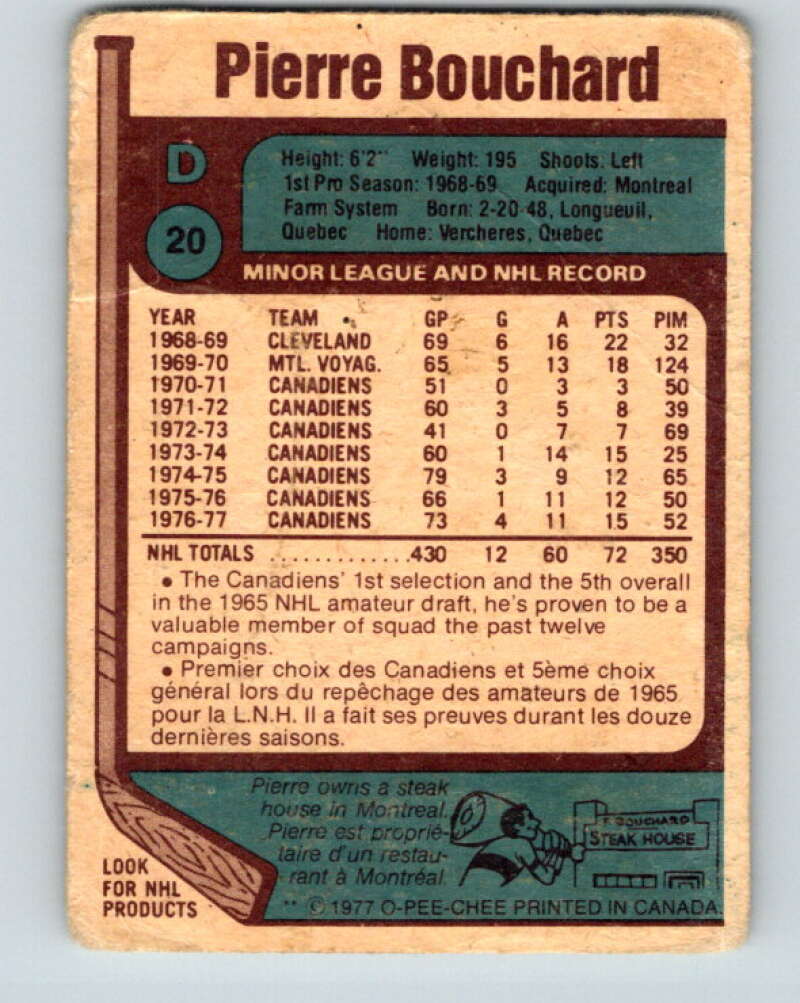 Pierre Bouchard
D
20
Height: 6'2" Weight: 195 Shoots: Left
1st Pro Season: 1968-69 Acquired: Montreal
Farm System Born: 2-20-48, Longueuil,
Quebec Home: Vercheres, Quebec
MINOR LEAGUE AND NHL RECORD
YEAR TEAM GP G A PTS PIM
1968-69 CLEVELAND 69 6 16 22 32
1969-70 MTL. VOYAG. 65 5 13 18 124
1970-71 CANADIENS 51 0 3 3 50
1971-72 CANADIENS 60 3 5 8 39
1972-73 CANADIENS 41 0 7 7 69
1973-74 CANADIENS 60 1 14 15 25
1974-75 CANADIENS 79 3 9 12 65
1975-76 CANADIENS 66 1 11 12 50
1976-77 CANADIENS 73 4 11 15 52
NHL TOTALS ..............430 12 60 72 350
• The Canadiens' 1st selection and the 5th overall
in the 1965 NHL amateur draft, he's proven to be a
valuable member of squad the past twelve
campaigns.
• Premier choix des Canadiens et 5ème choix
général lors du repêchage des amateurs de 1965
pour la L.N.H. Il a fait ses preuves durant les douze
dernières saisons.
Pierre owns a steak
house in Montreal.
Pierre est proprié-
taire d'un restau-
rant à Montréal.
P. BOUCHARD
STEAK HOUSE
LOOK
FOR NHL
PRODUCTS
** © 1977 O-PEE-CHEE PRINTED IN CANADA